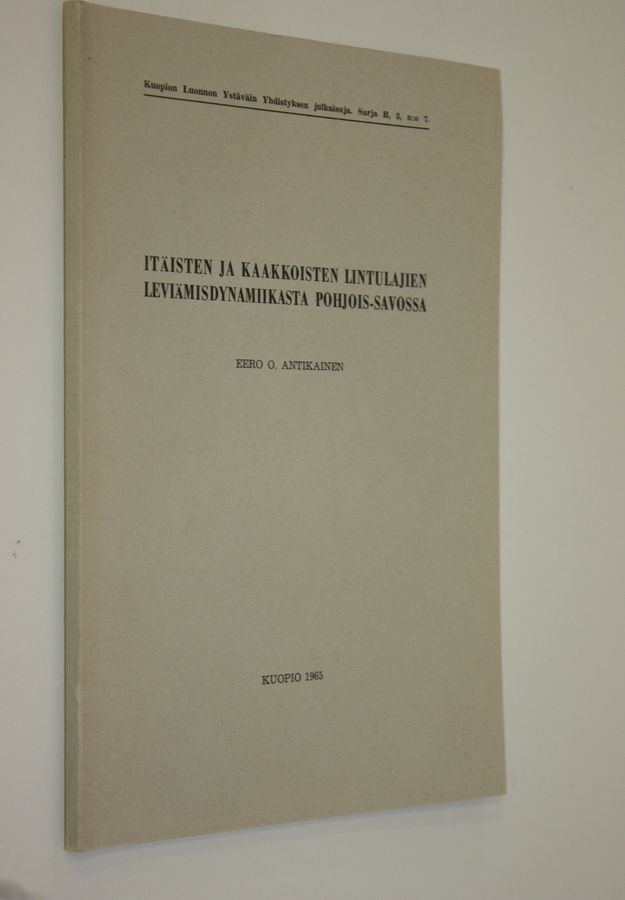 Kuopion Luonnon Ystäväin Yhdistyksen julkaisuja. Sarja B, 3, n:o 7.
ITÄISTEN JA KAAKKOISTEN LINTULAJIEN
LEVIÄMISDYNAMIIKASTA POHJOIS-SAVOSSA
EERO O. ANTIKAINEN
KUOPIO 1965